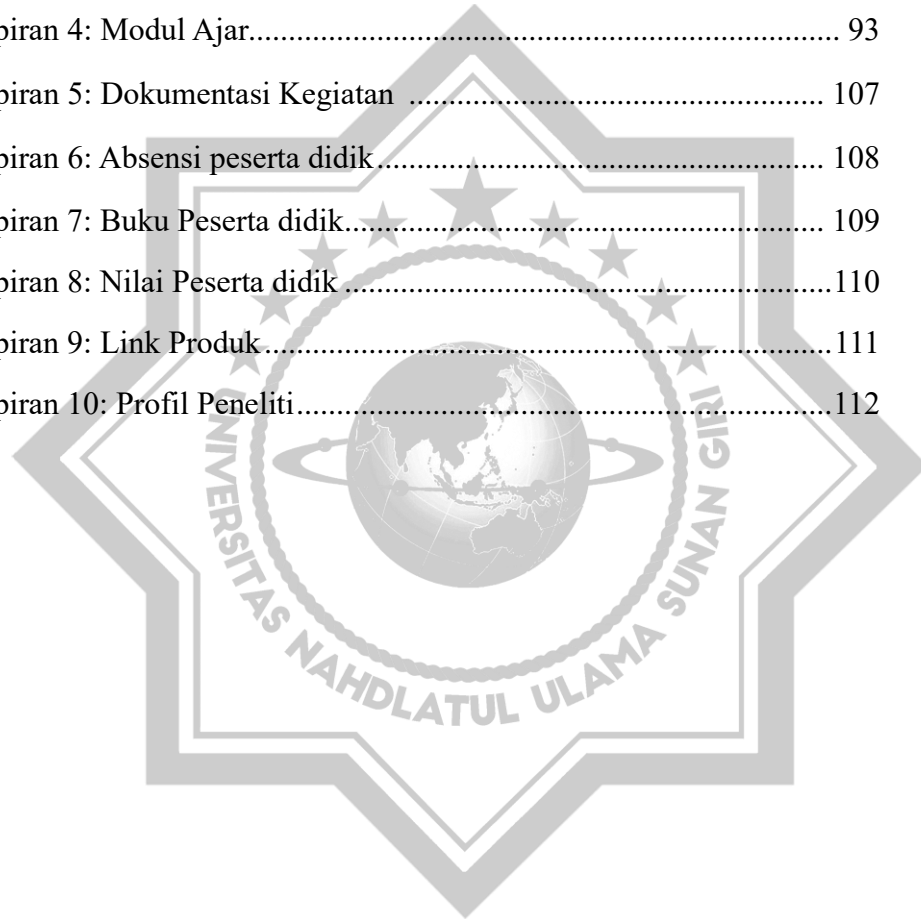 piran 4: Modul Ajar.......................................................................... 93
piran 5: Dokumentasi Kegiatan .................................................... 107
piran 6: Absensi peserta didik........................................................ 108
piran 7: Buku Peserta didik............................................................ 109
piran 8: Nilai Peserta didik .............................................................110
piran 9: Link Produk.......................................................................111
piran 10: Profil Peneliti...................................................................112
UNIVERSITAS NAHDLATUL ULAMA SUNAN GIRI